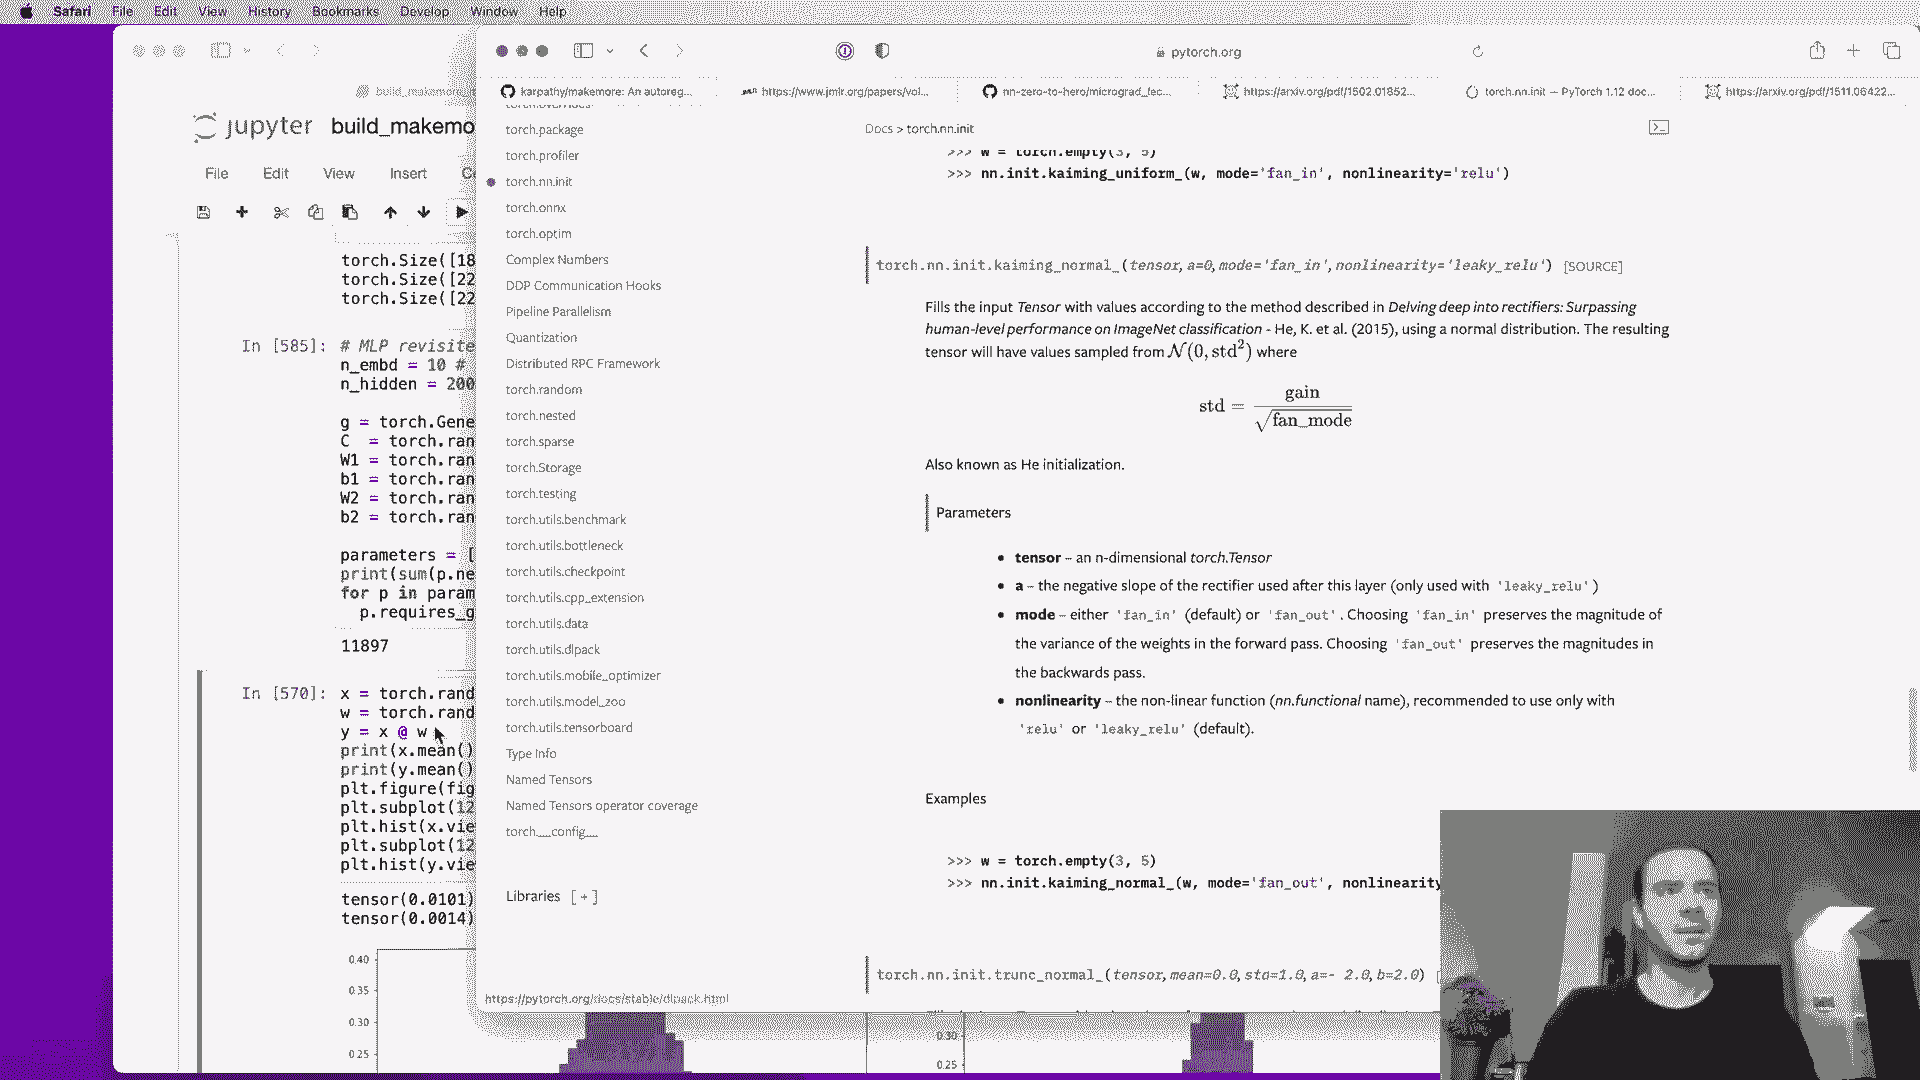 Safari File Edit View History Bookmarks Develop Window Help
pytorch.org
build_makemore_
karpathy/makemore: An autoreg...
https://www.jmlr.org/papers/vol...
nn-zero-to-hero/micrograd_lec...
https://arxiv.org/pdf/1502.01852...
torch.nn.init — PyTorch 1.12 doc...
https://arxiv.org/pdf/1511.06422...
jupyter build_makemo
File Edit View Insert
torch.Size([18
torch.Size([22
torch.Size([22
In [585]: # MLP revisite
n_embd = 10 #
n_hidden = 200
g = torch.Gene
C = torch.ran
W1 = torch.ran
b1 = torch.ran
W2 = torch.ran
b2 = torch.ran
parameters = [
print(sum(p.ne
for p in param
p.requires_g
11897
In [570]: x = torch.rand
w = torch.rand
y = x @ w
print(x.mean()
print(y.mean()
plt.figure(fig
plt.subplot(12
plt.hist(x.vie
plt.subplot(12
plt.hist(y.vie
tensor(0.0101)
tensor(0.0014)
0.40
0.35
0.30
0.25
0.30
0.25
torch.overrides
torch.package
torch.profiler
torch.nn.init
torch.onnx
torch.optim
Complex Numbers
DDP Communication Hooks
Pipeline Parallelism
Quantization
Distributed RPC Framework
torch.random
torch.nested
torch.sparse
torch.Storage
torch.testing
torch.utils.benchmark
torch.utils.bottleneck
torch.utils.checkpoint
torch.utils.cpp_extension
torch.utils.data
torch.utils.dlpack
torch.utils.mobile_optimizer
torch.utils.model_zoo
torch.utils.tensorboard
Type Info
Named Tensors
Named Tensors operator coverage
torch.__config__
Libraries [ + ]
https://pytorch.org/docs/stable/dlpack.html
Docs > torch.nn.init
>>> w = torch.empty(3, 5)
>>> nn.init.kaiming_uniform_(w, mode='fan_in', nonlinearity='relu')
torch.nn.init.kaiming_normal_(tensor, a=0, mode='fan_in', nonlinearity='leaky_relu') [SOURCE]
Fills the input Tensor with values according to the method described in Delving deep into rectifiers: Surpassing
human-level performance on ImageNet classification - He, K. et al. (2015), using a normal distribution. The resulting
tensor will have values sampled from N(0, std²) where
std = gain / √fan_mode
Also known as He initialization.
Parameters
• tensor – an n-dimensional torch.Tensor
• a – the negative slope of the rectifier used after this layer (only used with 'leaky_relu')
• mode – either 'fan_in' (default) or 'fan_out'. Choosing 'fan_in' preserves the magnitude of
the variance of the weights in the forward pass. Choosing 'fan_out' preserves the magnitudes in
the backwards pass.
• nonlinearity – the non-linear function (nn.functional name), recommended to use only with
'relu' or 'leaky_relu' (default).
Examples
>>> w = torch.empty(3, 5)
>>> nn.init.kaiming_normal_(w, mode='fan_out', nonlinearity
torch.nn.init.trunc_normal_(tensor, mean=0.0, std=1.0, a=- 2.0, b=2.0)